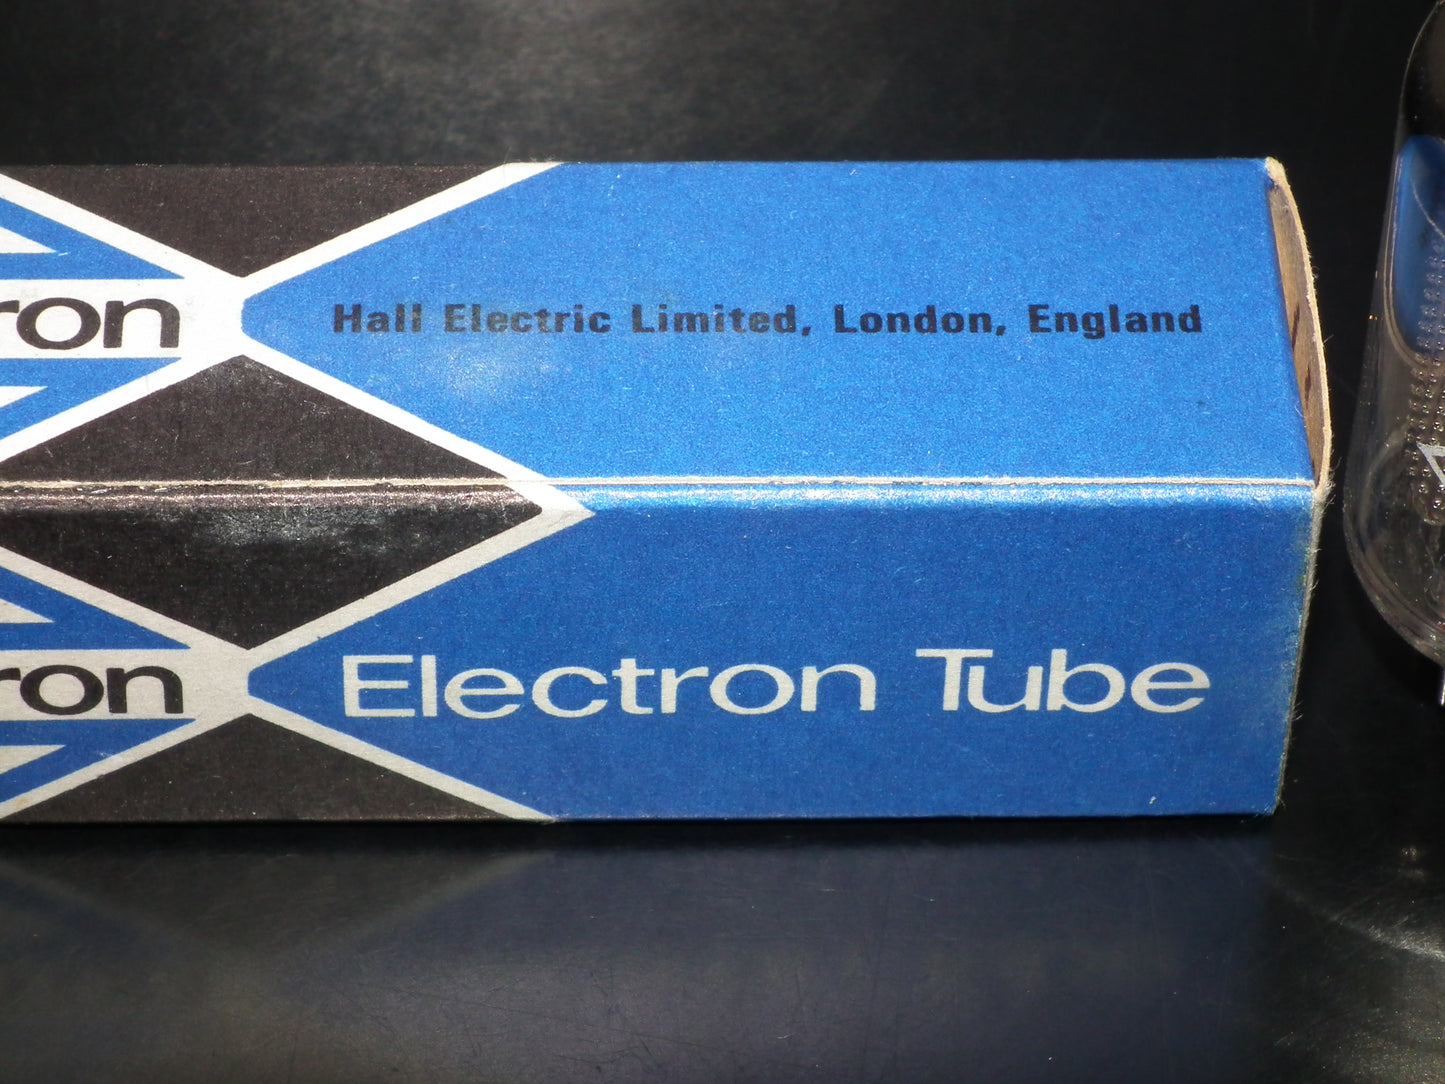 ron
Hall Electric Limited, London, England
ron
Electron Tube